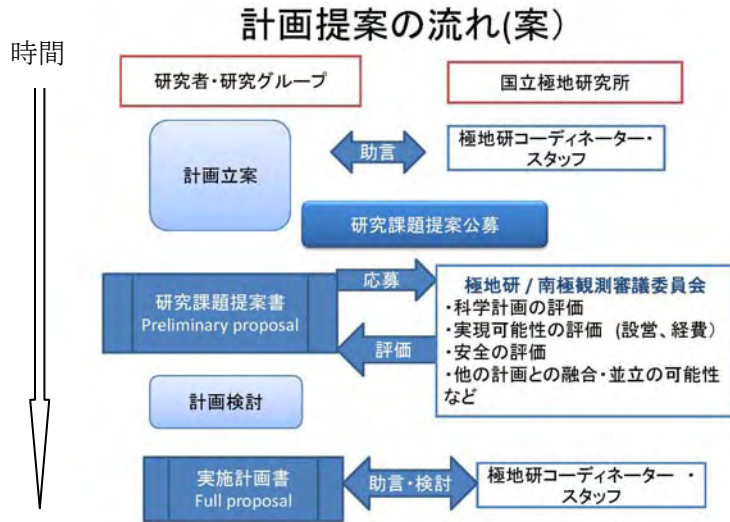 計画提案の流れ(案）
時間
研究者・研究グループ
国立極地研究所
計画立案
助言
極地研コーディネーター・
スタッフ
研究課題提案公募
応募
研究課題提案書
Preliminary proposal
極地研 / 南極観測審議委員会
・科学計画の評価
・実現可能性の評価 (設営、経費）
・安全の評価
・他の計画との融合・並立の可能性
など
評価
計画検討
実施計画書
Full proposal
助言・検討
極地研コーディネーター ・
スタッフ